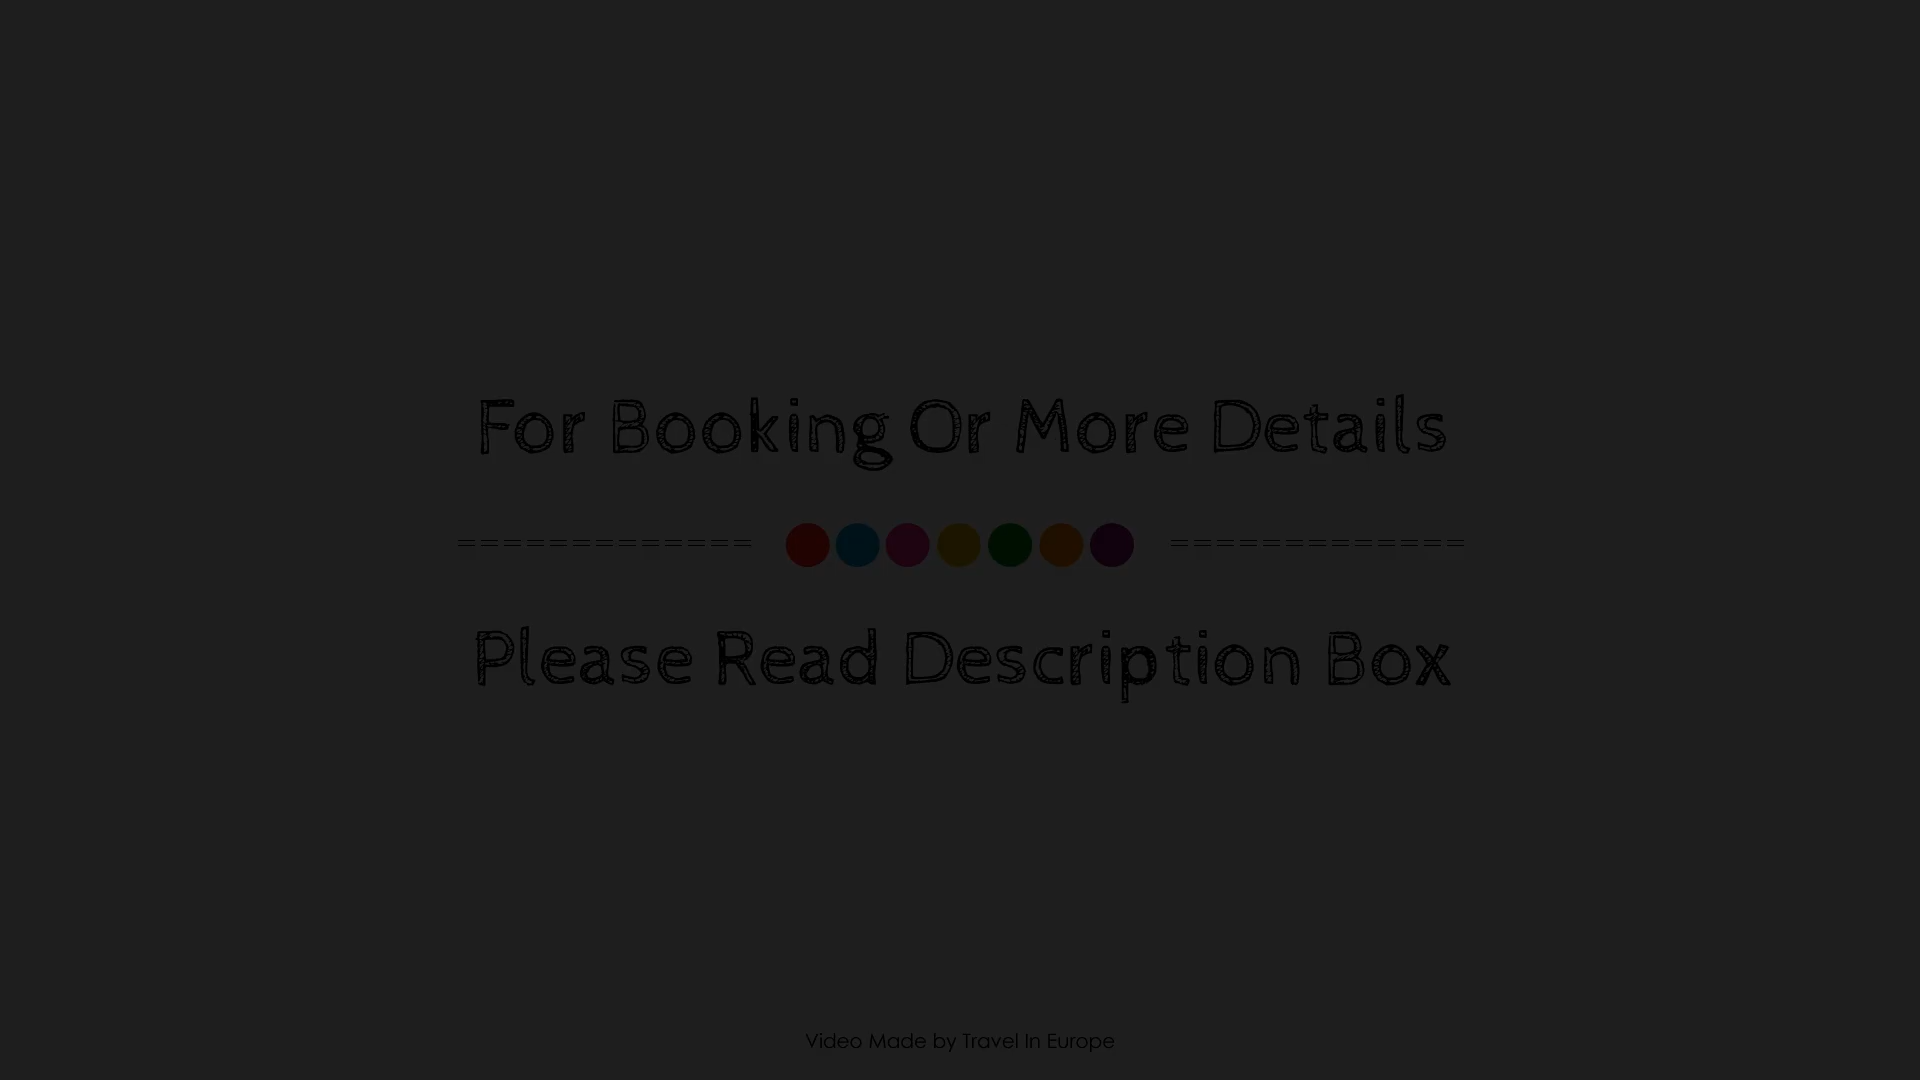 For Booking Or More Details
============= =============
Please Read Description Box
Video Made by Travel In Europe